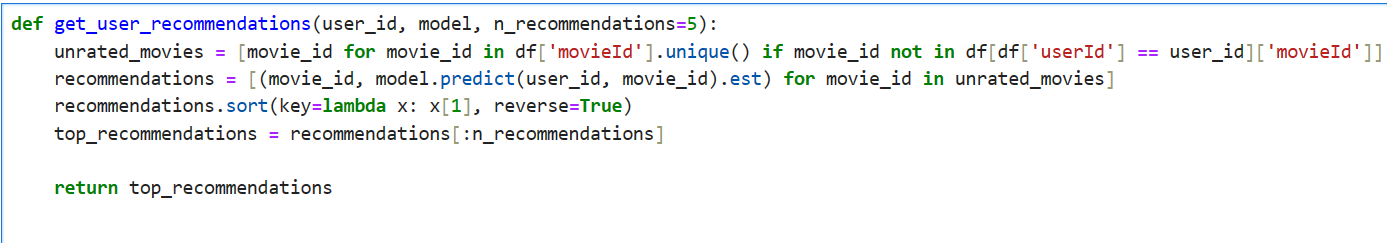 def get_user_recommendations(user_id, model, n_recommendations=5):
    unrated_movies = [movie_id for movie_id in df['movieId'].unique() if movie_id not in df[df['userId'] == user_id]['movieId']]
    recommendations = [(movie_id, model.predict(user_id, movie_id).est) for movie_id in unrated_movies]
    recommendations.sort(key=lambda x: x[1], reverse=True)
    top_recommendations = recommendations[:n_recommendations]
    return top_recommendations